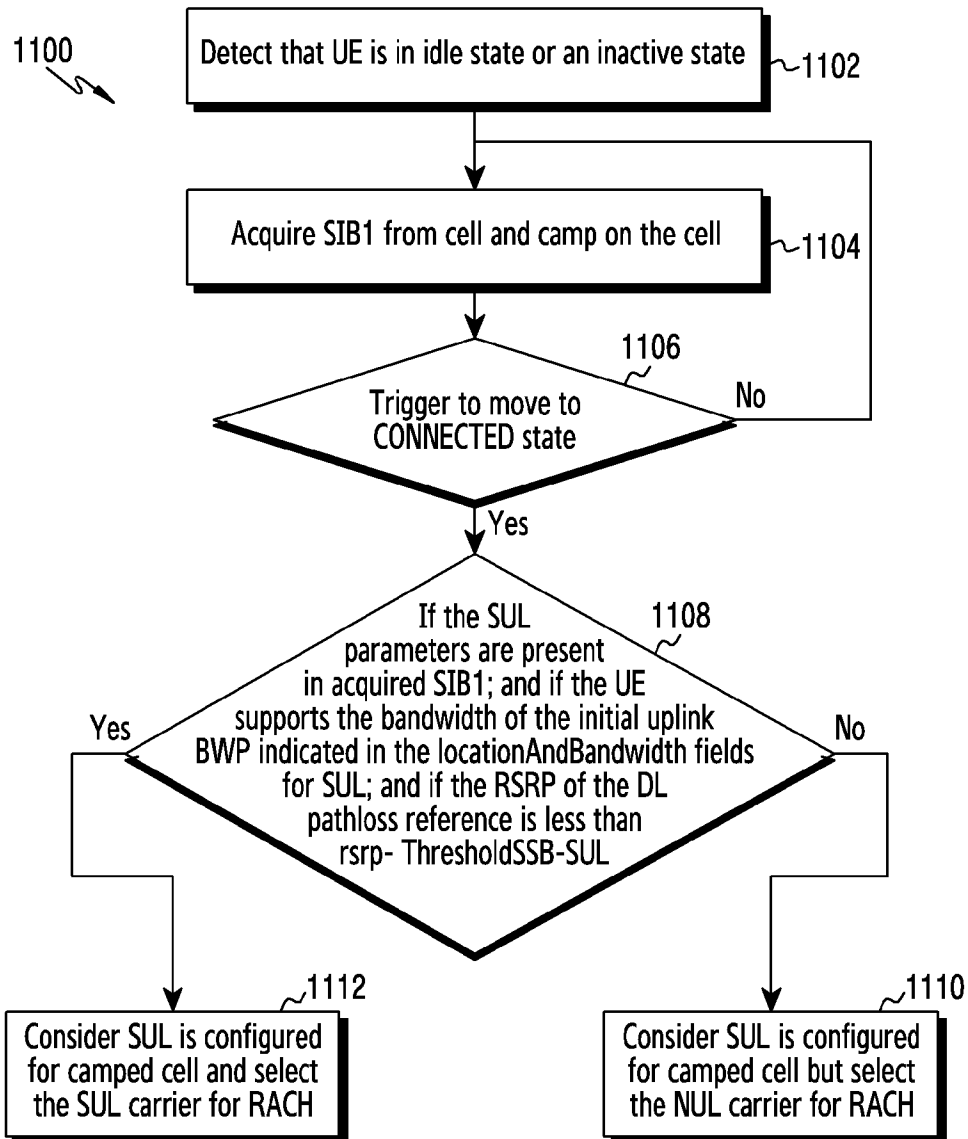 1100
Detect that UE is in idle state or an inactive state
1102
Acquire SIB1 from cell and camp on the cell
1104
1106
Trigger to move to
CONNECTED state
No
Yes
1108
If the SUL
parameters are present
in acquired SIB1; and if the UE
supports the bandwidth of the initial uplink
BWP indicated in the locationAndBandwidth fields
for SUL; and if the RSRP of the DL
pathloss reference is less than
rsrp- ThresholdSSB-SUL
Yes
No
1112
Consider SUL is configured
for camped cell and select
the SUL carrier for RACH
1110
Consider SUL is configured
for camped cell but select
the NUL carrier for RACH